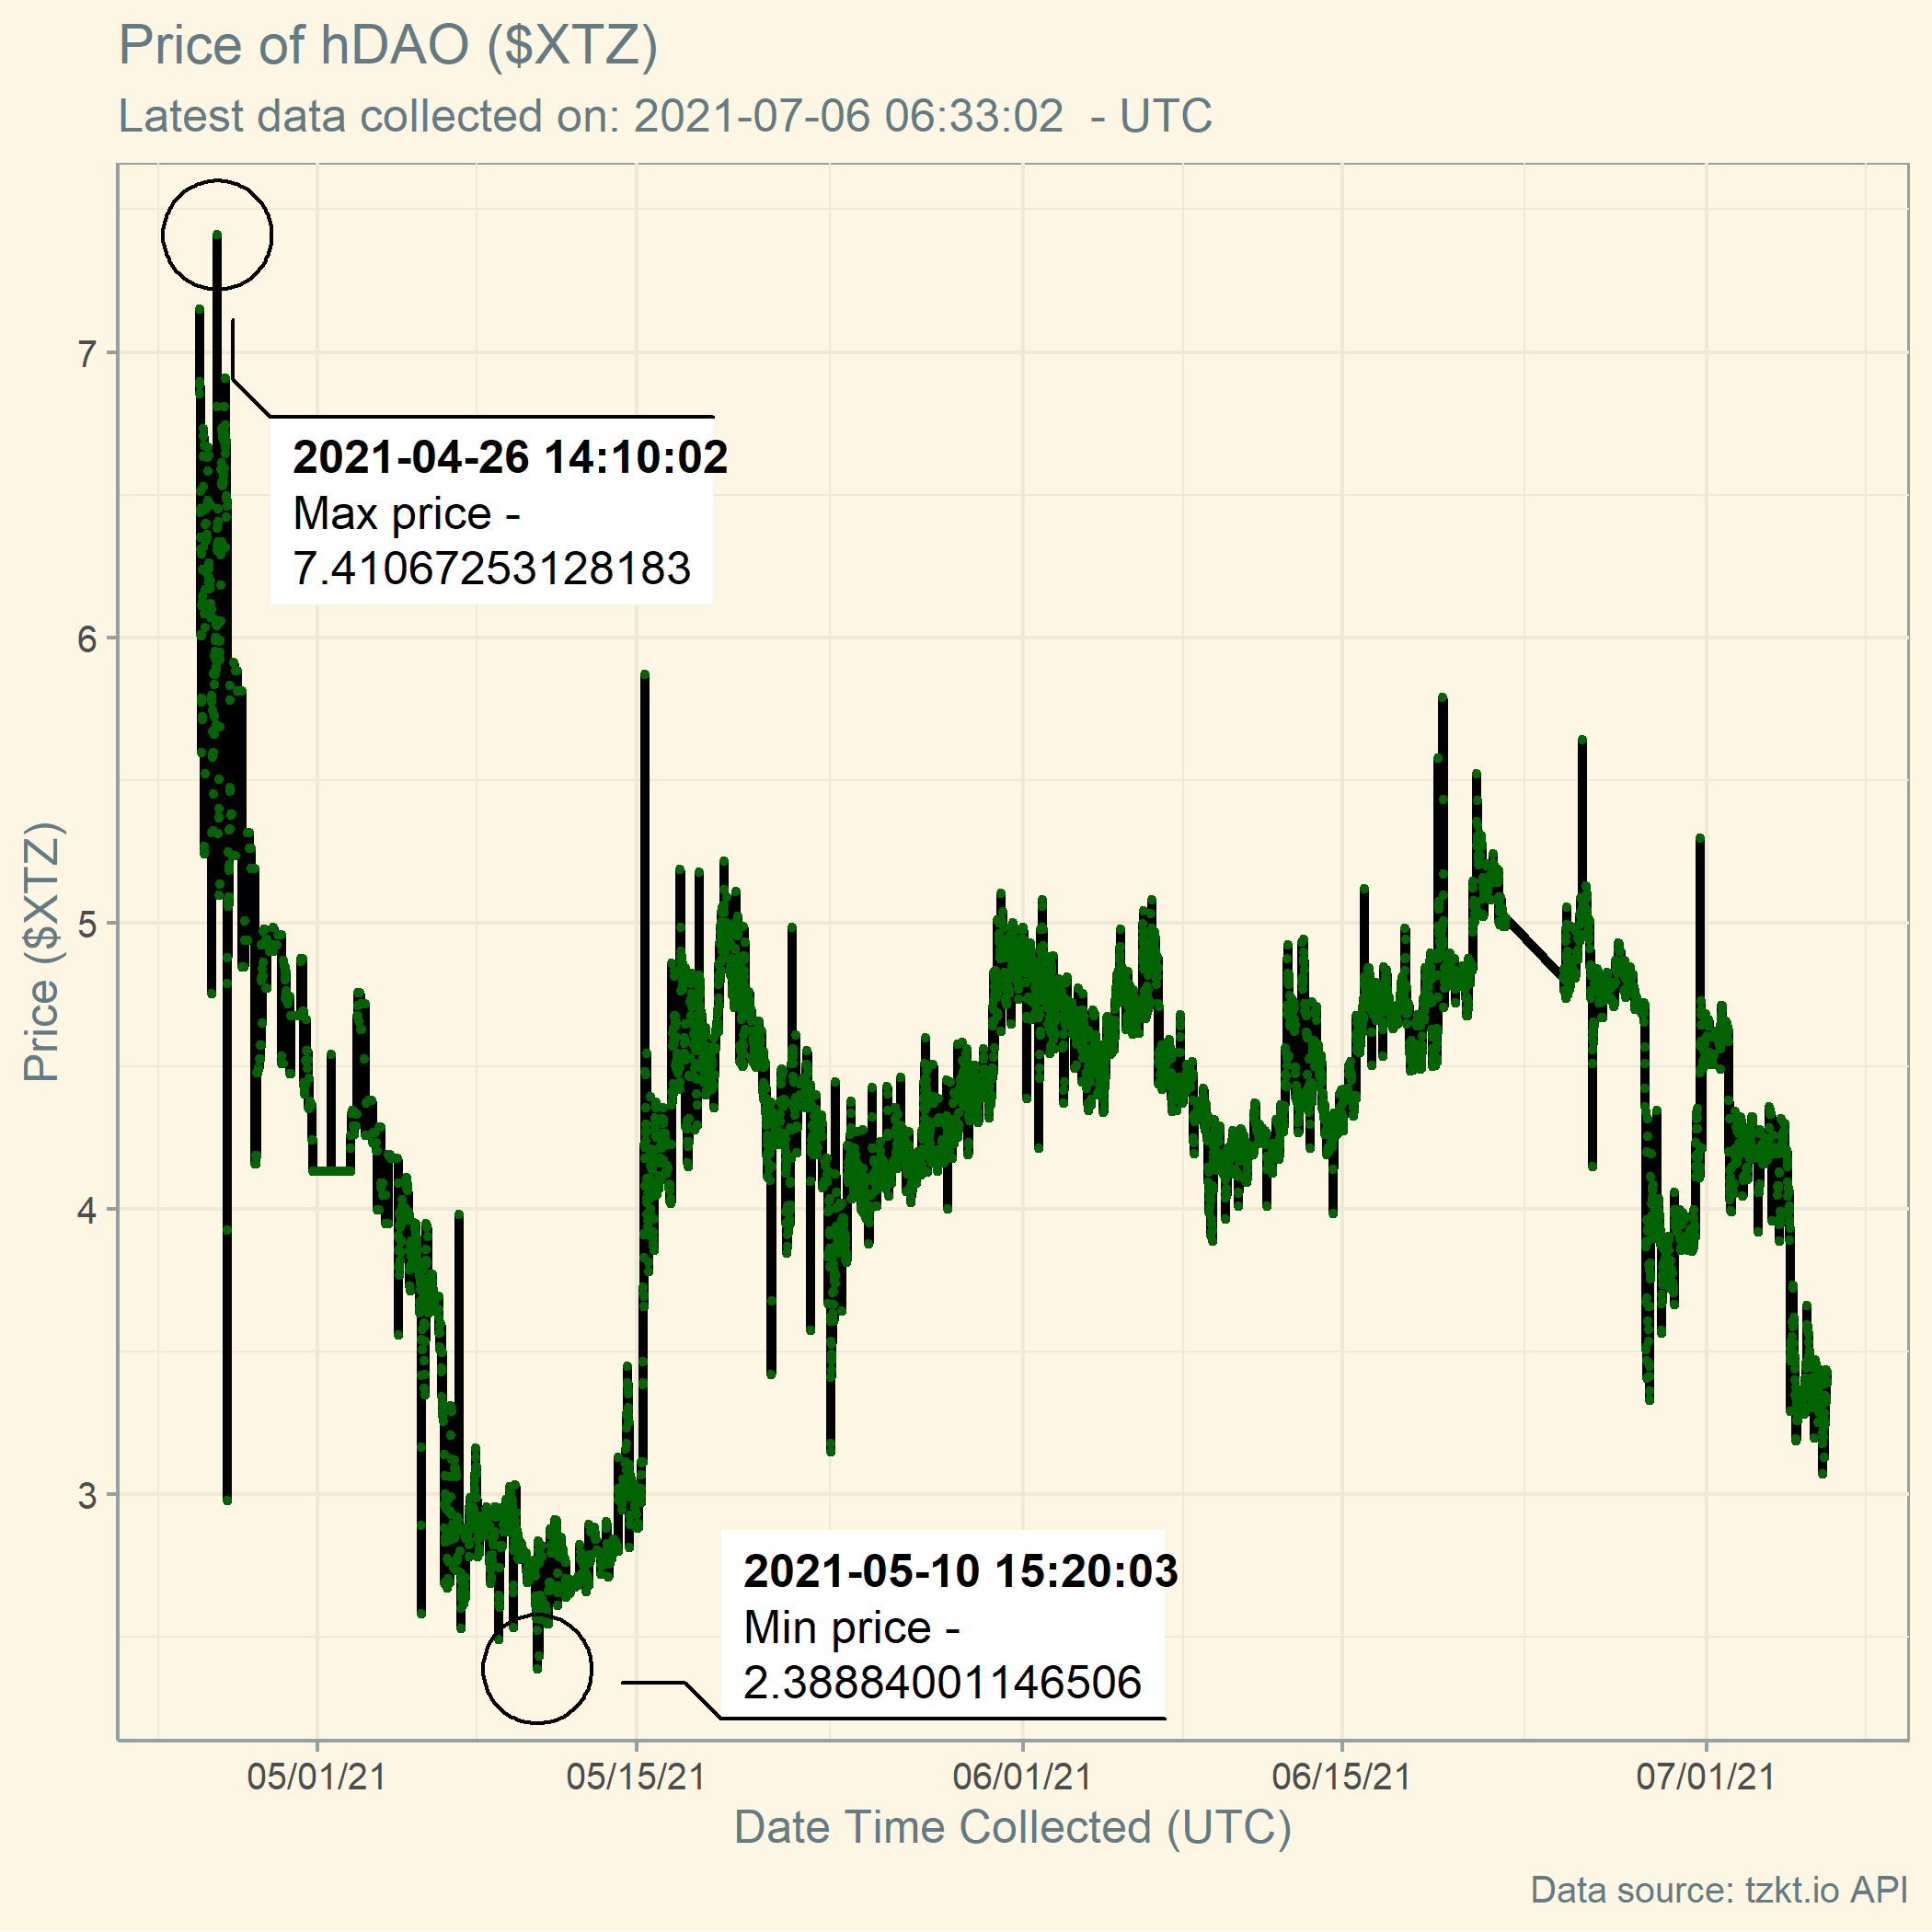 Price of hDAO ($XTZ)
Latest data collected on: 2021-07-06 06:33:02  - UTC
Price ($XTZ)
7
6
5
4
3
2021-04-26 14:10:02
Max price -
7.41067253128183
2021-05-10 15:20:03
Min price -
2.38884001146506
05/01/21
05/15/21
06/01/21
06/15/21
07/01/21
Date Time Collected (UTC)
Data source: tzkt.io API